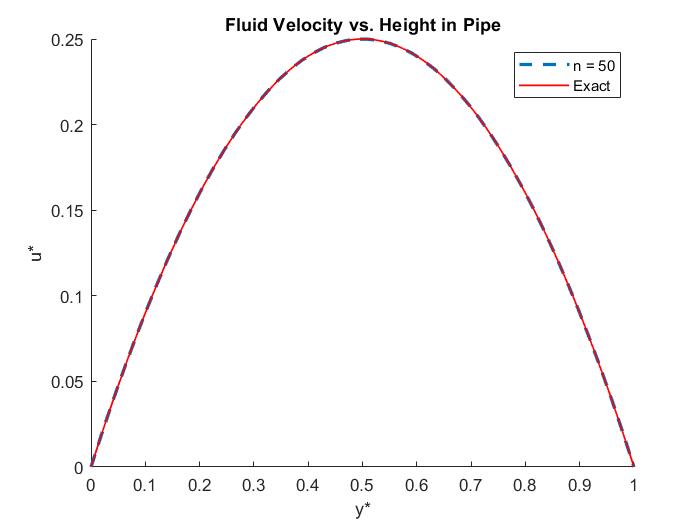 Fluid Velocity vs. Height in Pipe
n = 50
Exact
u*
0.25
0.2
0.15
0.1
0.05
0
0 0.1 0.2 0.3 0.4 0.5 0.6 0.7 0.8 0.9 1
y*